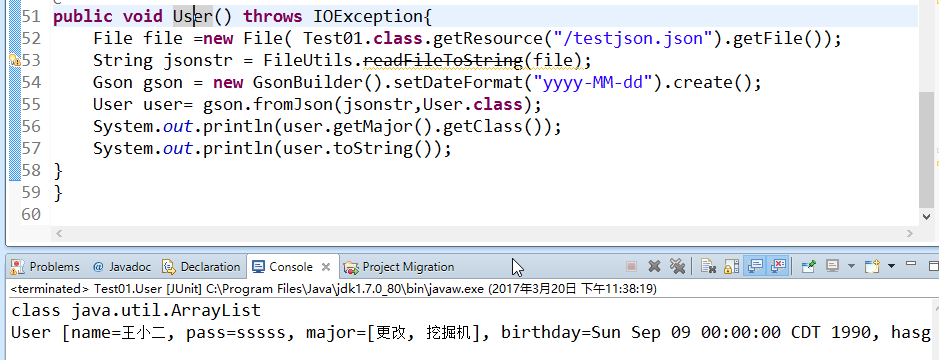 51 public void User() throws IOException{
52 File file =new File( Test01.class.getResource("/testjson.json").getFile());
53 String jsonstr = FileUtils.readFileToString(file);
54 Gson gson = new GsonBuilder().setDateFormat("yyyy-MM-dd").create();
55 User user= gson.fromJson(jsonstr,User.class);
56 System.out.println(user.getMajor().getClass());
57 System.out.println(user.toString());
58 }
59 }
60
Problems @ Javadoc Declaration Console Project Migration
<terminated> Test01.User [JUnit] C:\Program Files\Java\jdk1.7.0_80\bin\javaw.exe (2017年3月20日 下午11:38:19)
class java.util.ArrayList
User [name=王小二, pass=sssss, major=[更改, 挖掘机], birthday=Sun Sep 09 00:00:00 CDT 1990, hasg